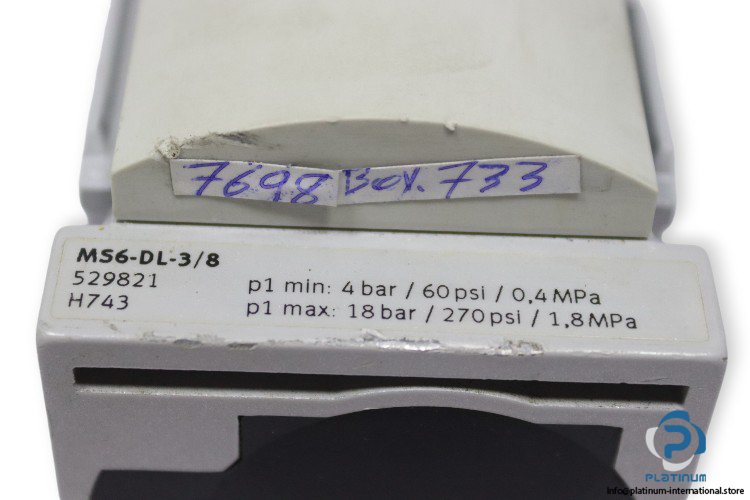 7698 Box.733
MS6-DL-3/8
529821
H743
p1 min: 4 bar / 60 psi / 0,4 MPa
p1 max: 18 bar / 270 psi / 1,8 MPa
PLATINUM
info@platinum-international.store